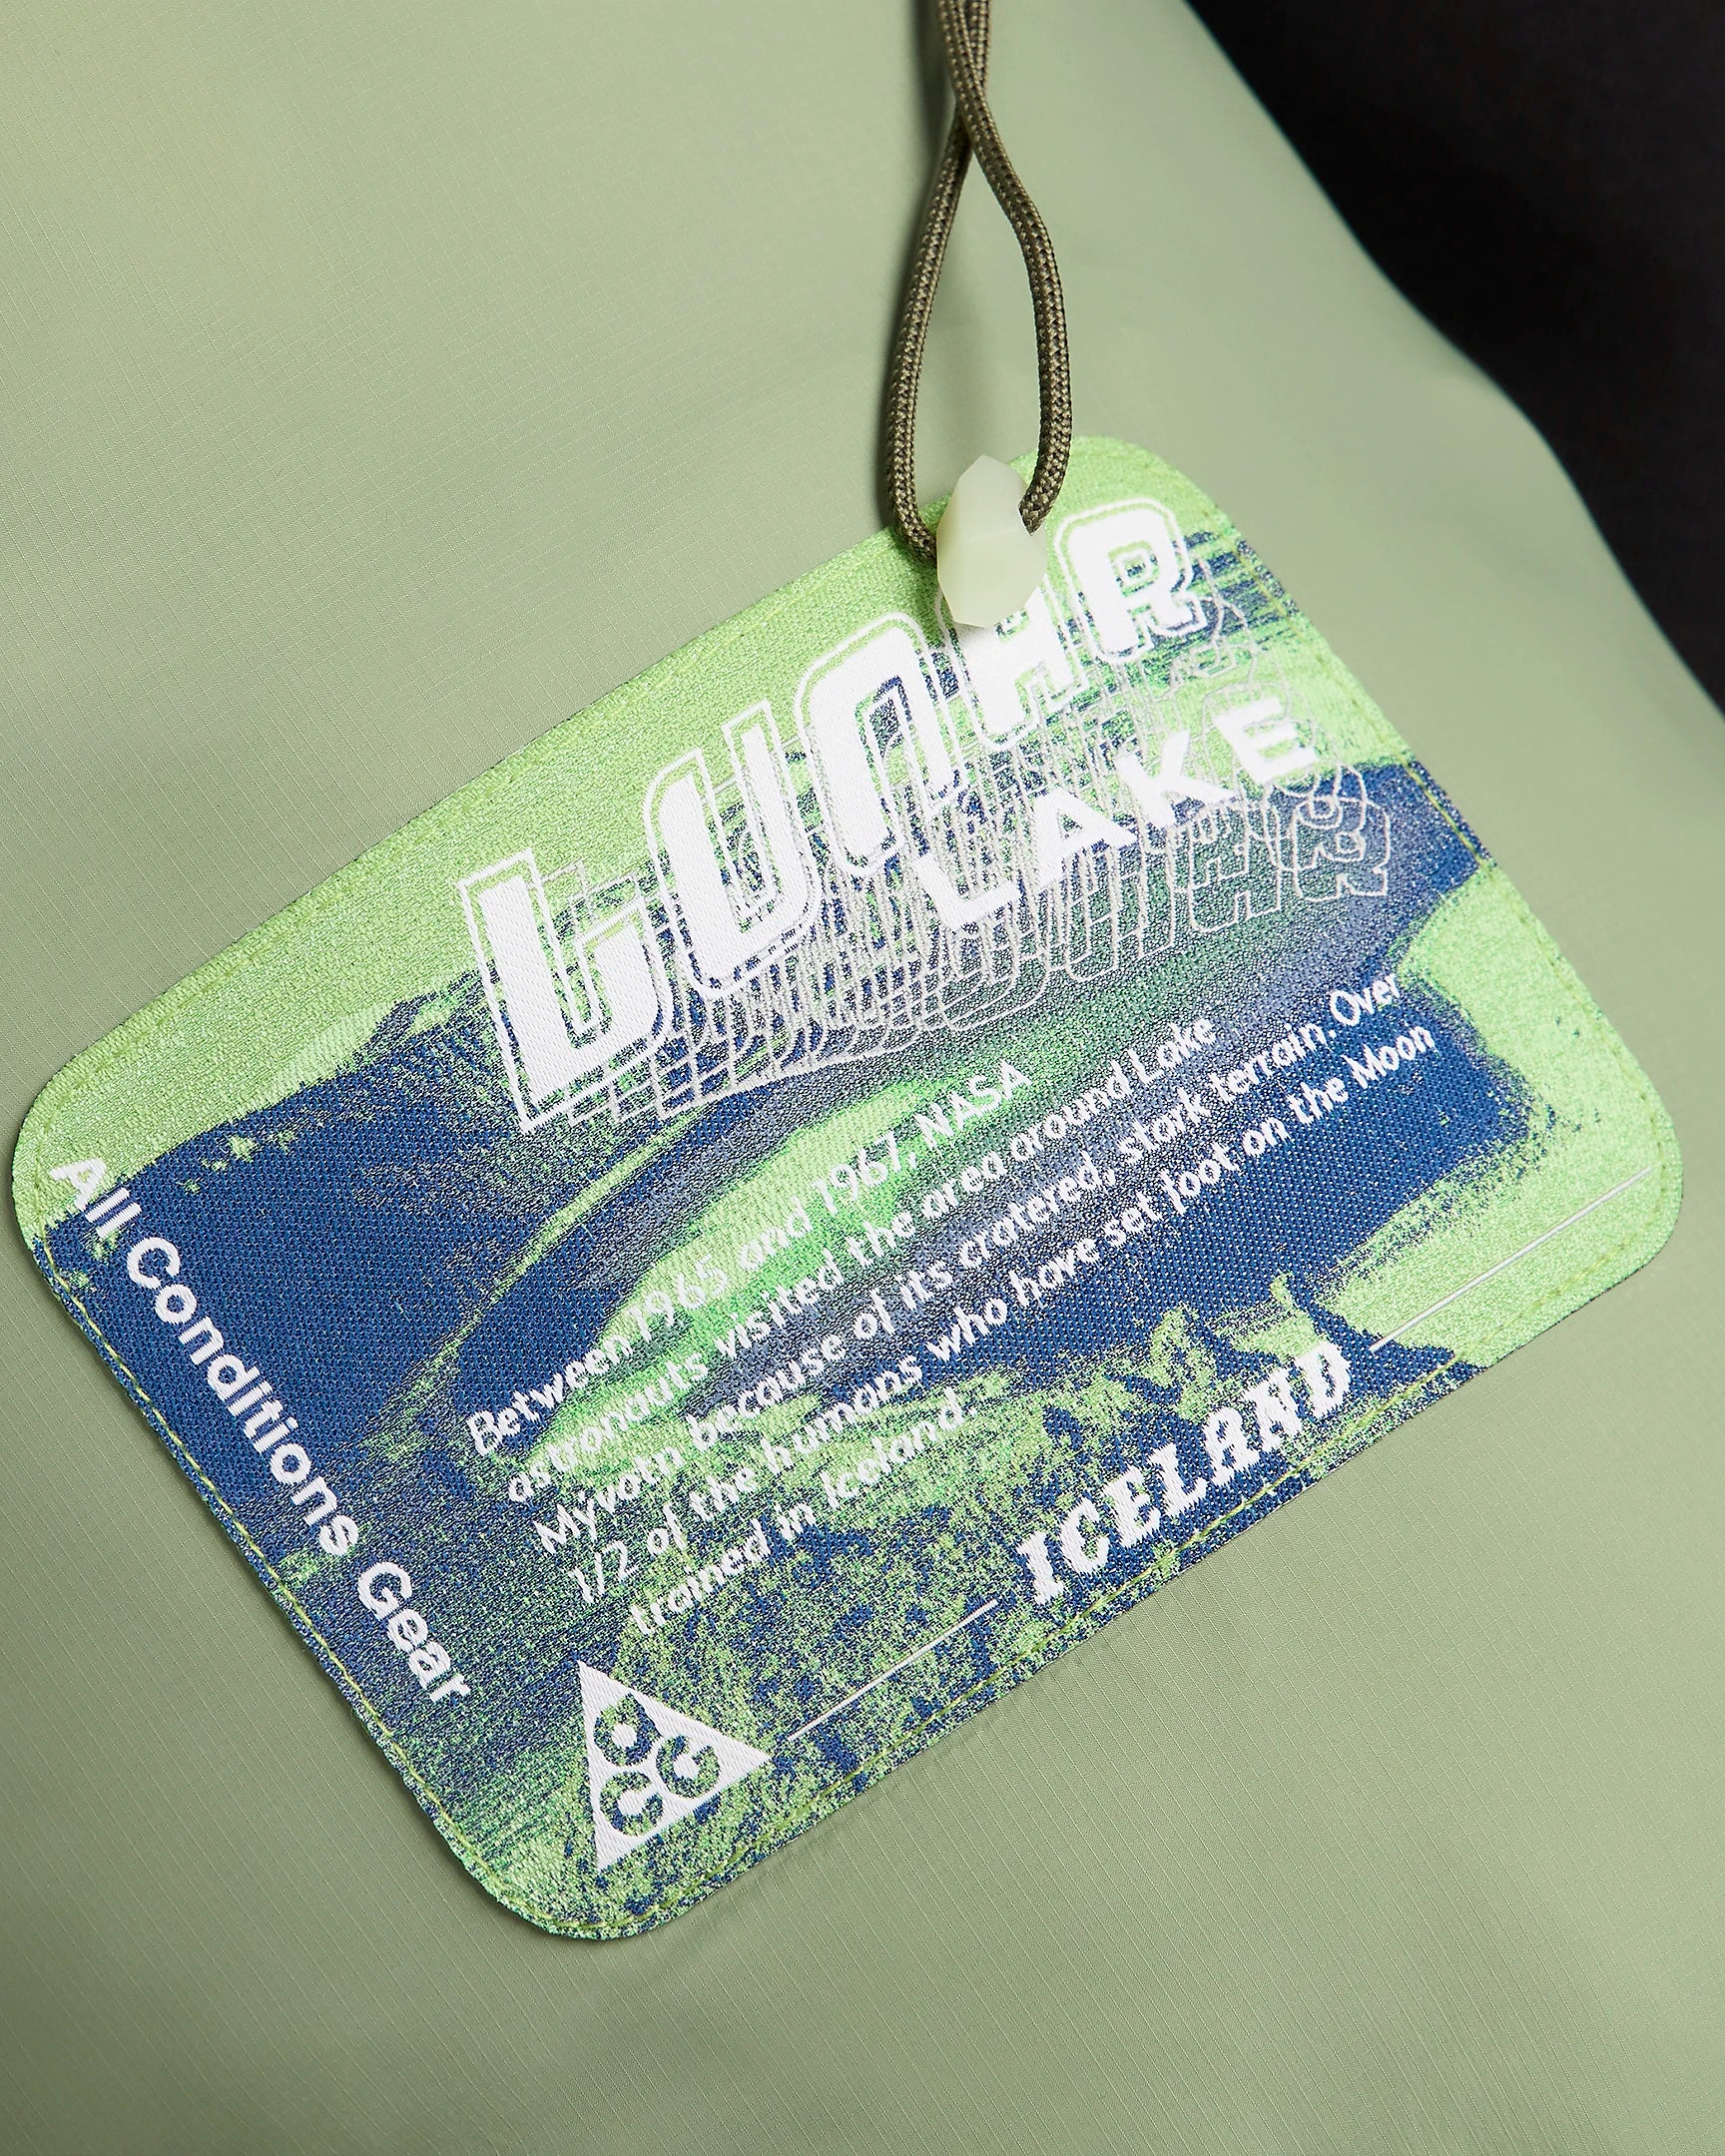 LUNAR
LAKE
Between 1965 and 1967, NASA
astronauts visited the area around Lake
Mývatn because of its cratered, stark terrain. Over
1/2 of the humans who have set foot on the Moon
trained in Iceland.
All Conditions Gear
ACG
ICELAND